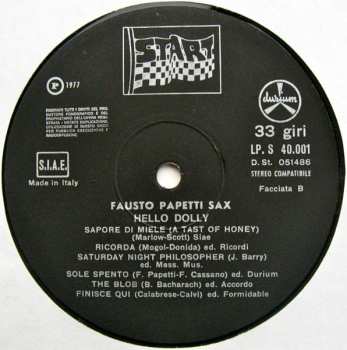 START
P 1977
durium
33 giri
LP. S 40.001
D. St. 051486
STEREO COMPATIBILE
Facciata B
S.I.A.E.
Made in Italy
FAUSTO PAPETTI SAX
HELLO DOLLY
SAPORE DI MIELE (A TAST OF HONEY)
(Marlow-Scott) Siae
RICORDA (Mogol-Donida) ed. Ricordi
SATURDAY NIGHT PHILOSOPHER (J. Barry)
ed. Mass. Mus.
SOLE SPENTO (F. Papetti-F. Cassano) ed. Durium
THE BLOB (B. Bacharach) ed. Accordo
FINISCE QUI (Calabrese-Calvi) ed. Formidable